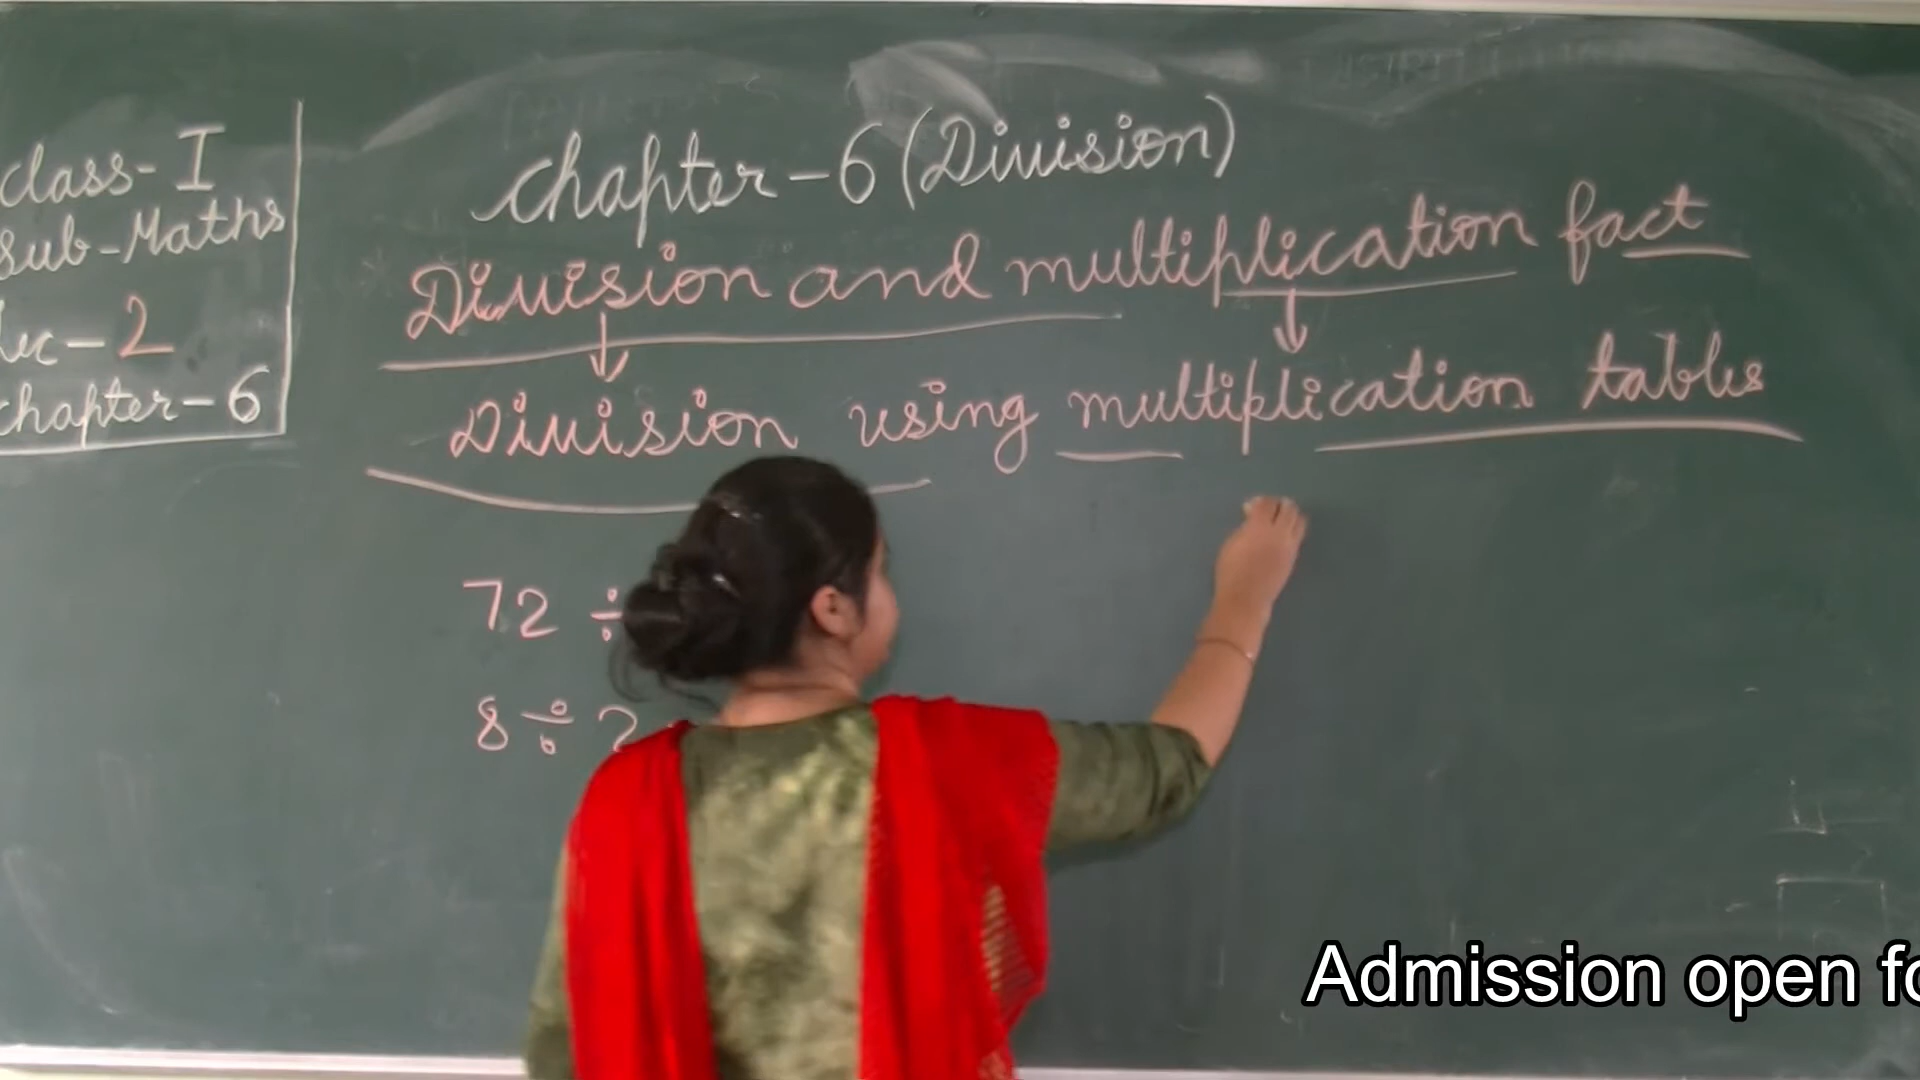 class-I
Sub-Maths
Lec-2
chapter-6
chapter-6 (Division)
Division and multiplication fact
Division using multiplication tables
72 ÷
8 ÷ 2
Admission open fo